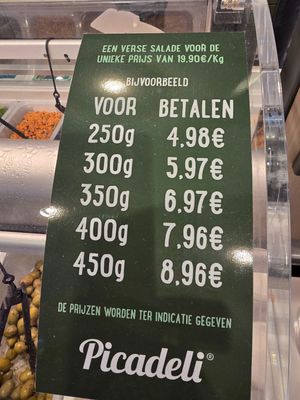 EEN VERSE SALADE VOOR DE
UNIEKE PRIJS VAN 19.90€/Kg
BIJVOORBEELD
VOOR BETALEN
250g 4.98€
300g 5.97€
350g 6.97€
400g 7.96€
450g 8.96€
DE PRIJZEN WORDEN TER INDICATIE GEGEVEN
Picadeli®